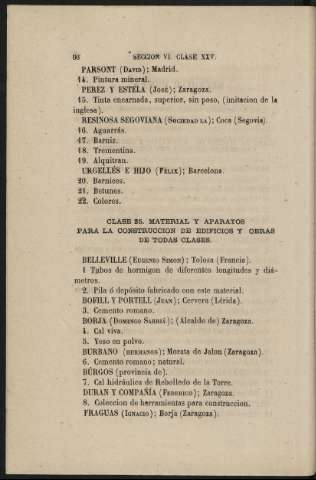 98 SECCION VI. CLASE XXV.
PARSONT (DAVID); Madrid.
14. Pintura mineral.
PEREZ Y ESTELA (José); Zaragoza.
15. Tinta encarnada, superior, sin poso, (imitacion de la
inglesa).
RESINOSA SEGOVIANA (SOCIEDAD LA); Coca (Segovia).
16. Aguarrás.
17. Barniz.
18. Trementina.
19. Alquitran.
URGELLÉS E HIJO (FELIX); Barcelona.
20. Barnices.
21. Betunes.
22. Colores.
CLASE 25. MATERIAL Y APARATOS
PARA LA CONSTRUCCION DE EDIFICIOS Y OBRAS
DE TODAS CLASES.
BELLEVILLE (EUGENIO SIMON); Tolosa (Francia).
1 Tubos de hormigon de diferentes longitudes y diá-
metros.
2. Pila ó depósito fabricado con este material.
BOFILL Y PORTELL (JUAN); Cervera (Lérida).
3. Cemento romano.
BORJA (DOMINGO SARRIÁ); (Alcalde de) Zaragoza.
4. Cal viva.
5. Yeso en polvo.
BURBANO (HERMANOS); Morata de Jalon (Zaragoza).
6. Cemento romano; natural.
BÚRGOS (provincia de).
7. Cal hidráulica de Rebolledo de la Torre.
DURAN Y COMPAÑÍA (FEDERICO); Zaragoza.
8. Coleccion de herramientas para construccion.
FRAGUAS (IGNACIO); Borja (Zaragoza).